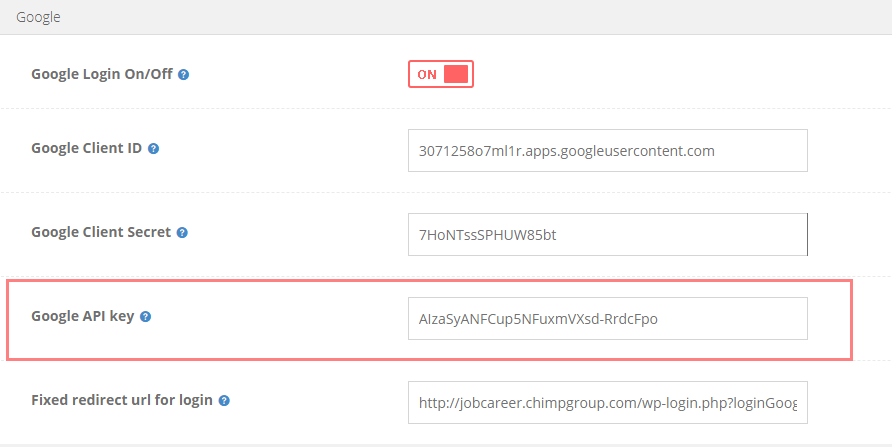 Google
Google Login On/Off ?
ON
Google Client ID ?
3071258o7ml1r.apps.googleusercontent.com
Google Client Secret ?
7HoNTssSPHUW85bt
Google API key ?
AIzaSyANFCup5NFuxmVXsd-RrdcFpo
Fixed redirect url for login ?
http://jobcareer.chimpgroup.com/wp-login.php?loginGoog